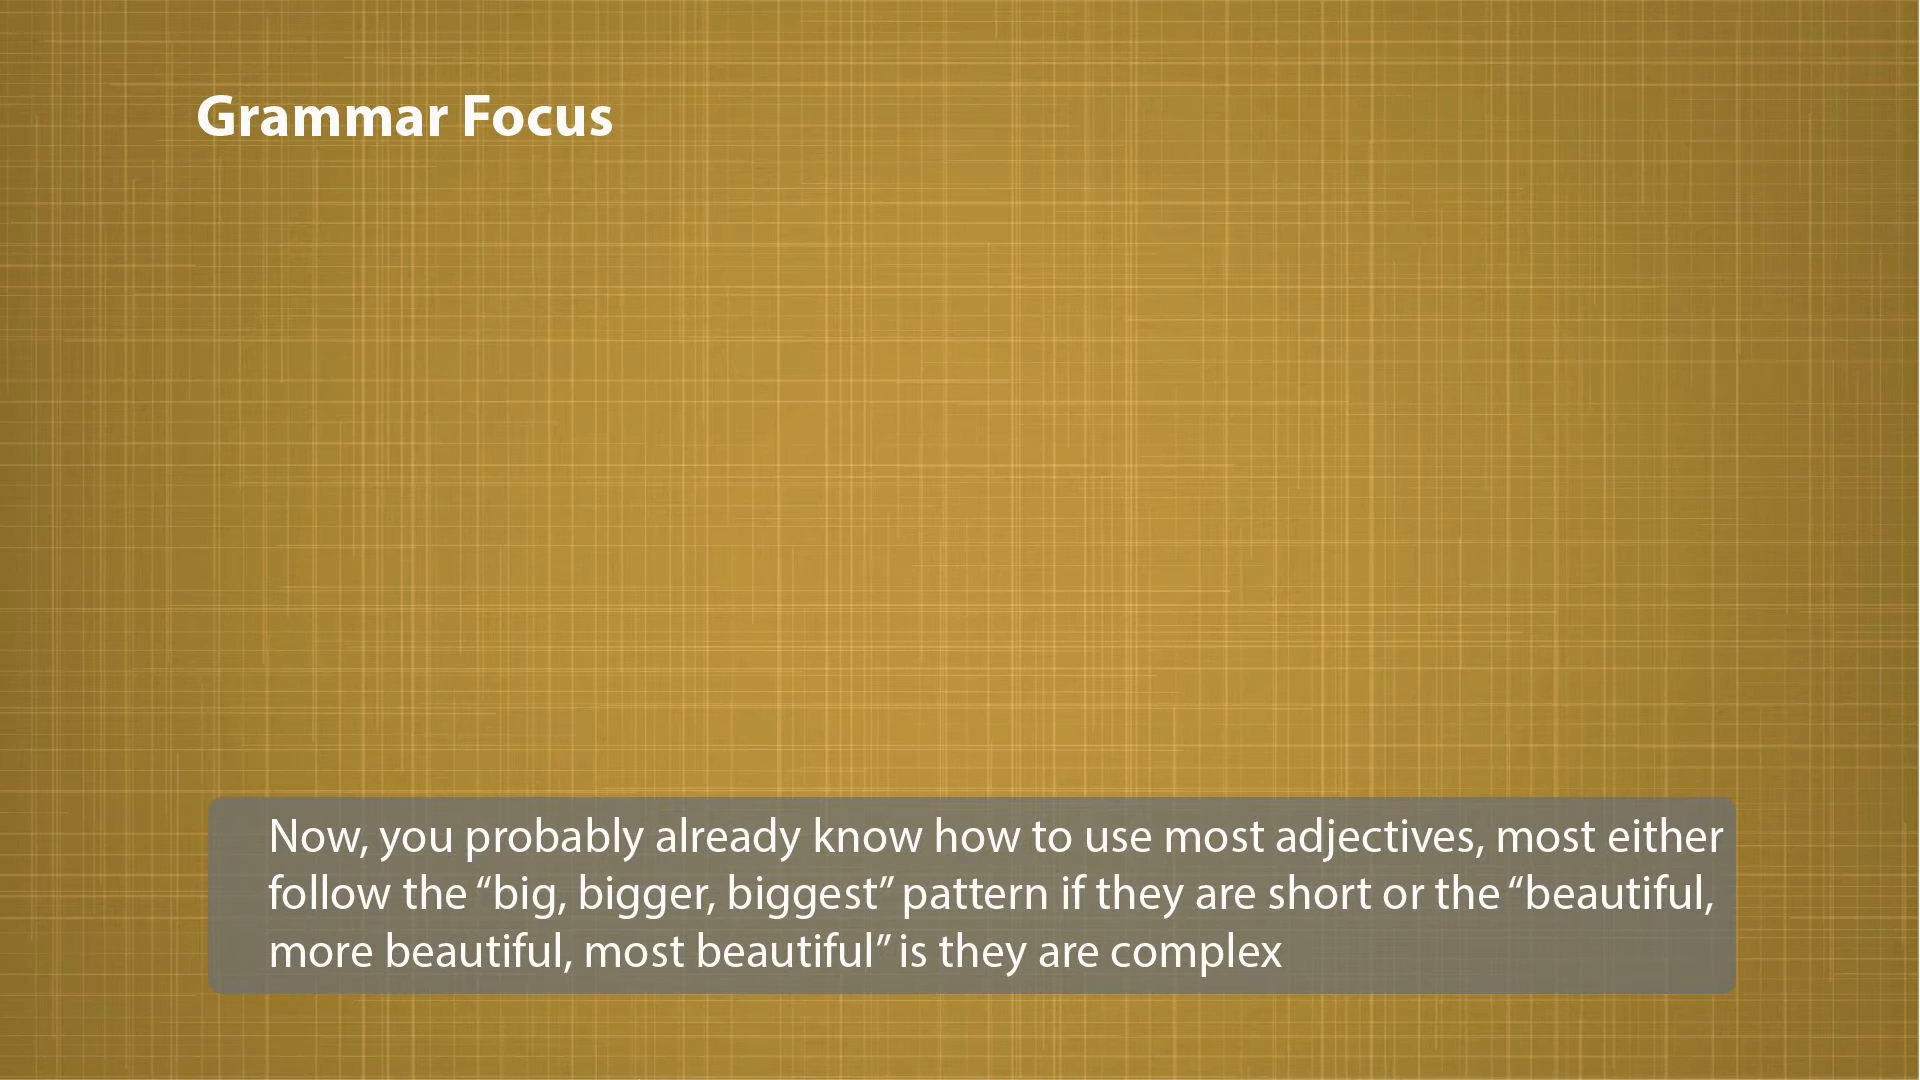 Grammar Focus
Now, you probably already know how to use most adjectives, most either
follow the “big, bigger, biggest” pattern if they are short or the “beautiful,
more beautiful, most beautiful” is they are complex